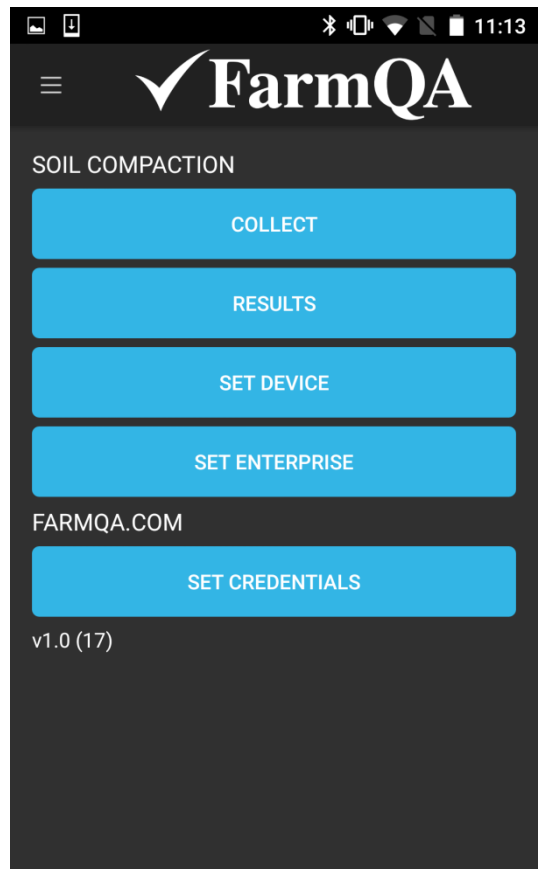 11:13
FarmQA
SOIL COMPACTION
COLLECT
RESULTS
SET DEVICE
SET ENTERPRISE
FARMQA.COM
SET CREDENTIALS
v1.0 (17)